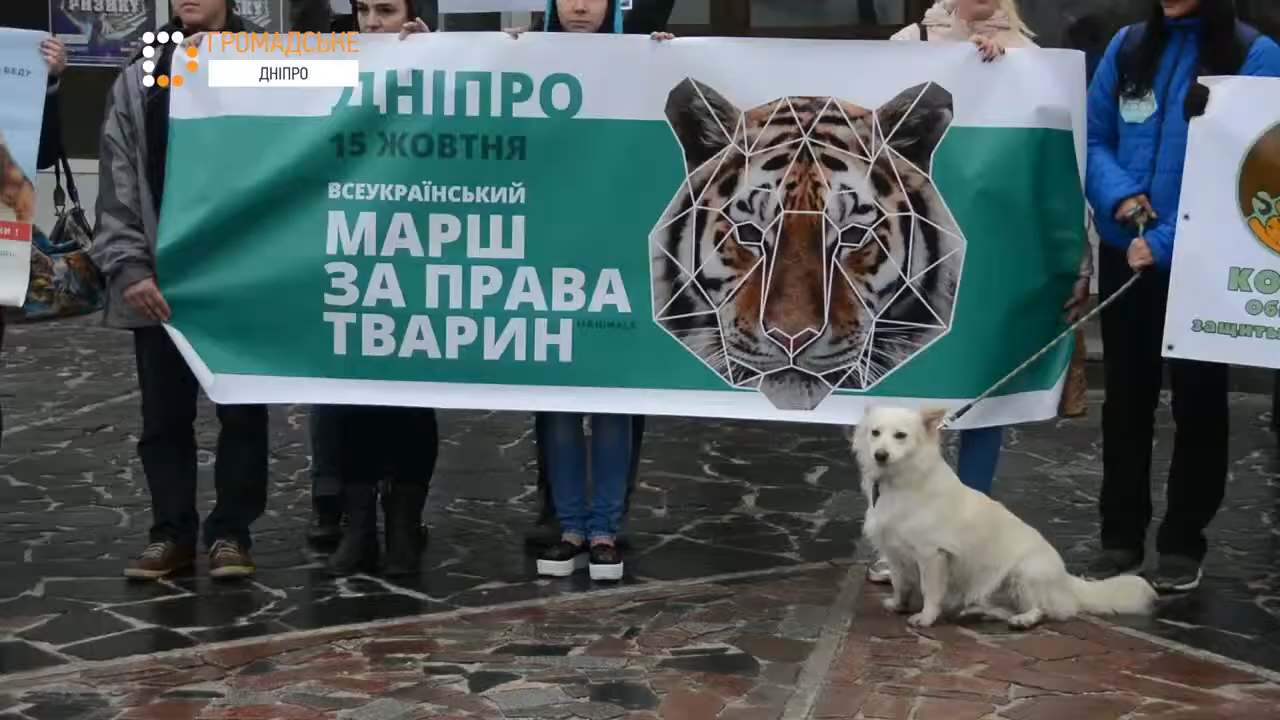 ГРОМАДСЬКЕ
ДНІПРО
ДНІПРО
15 ЖОВТНЯ
ВСЕУКРАЇНСЬКИЙ
МАРШ
ЗА ПРАВА
ТВАРИН